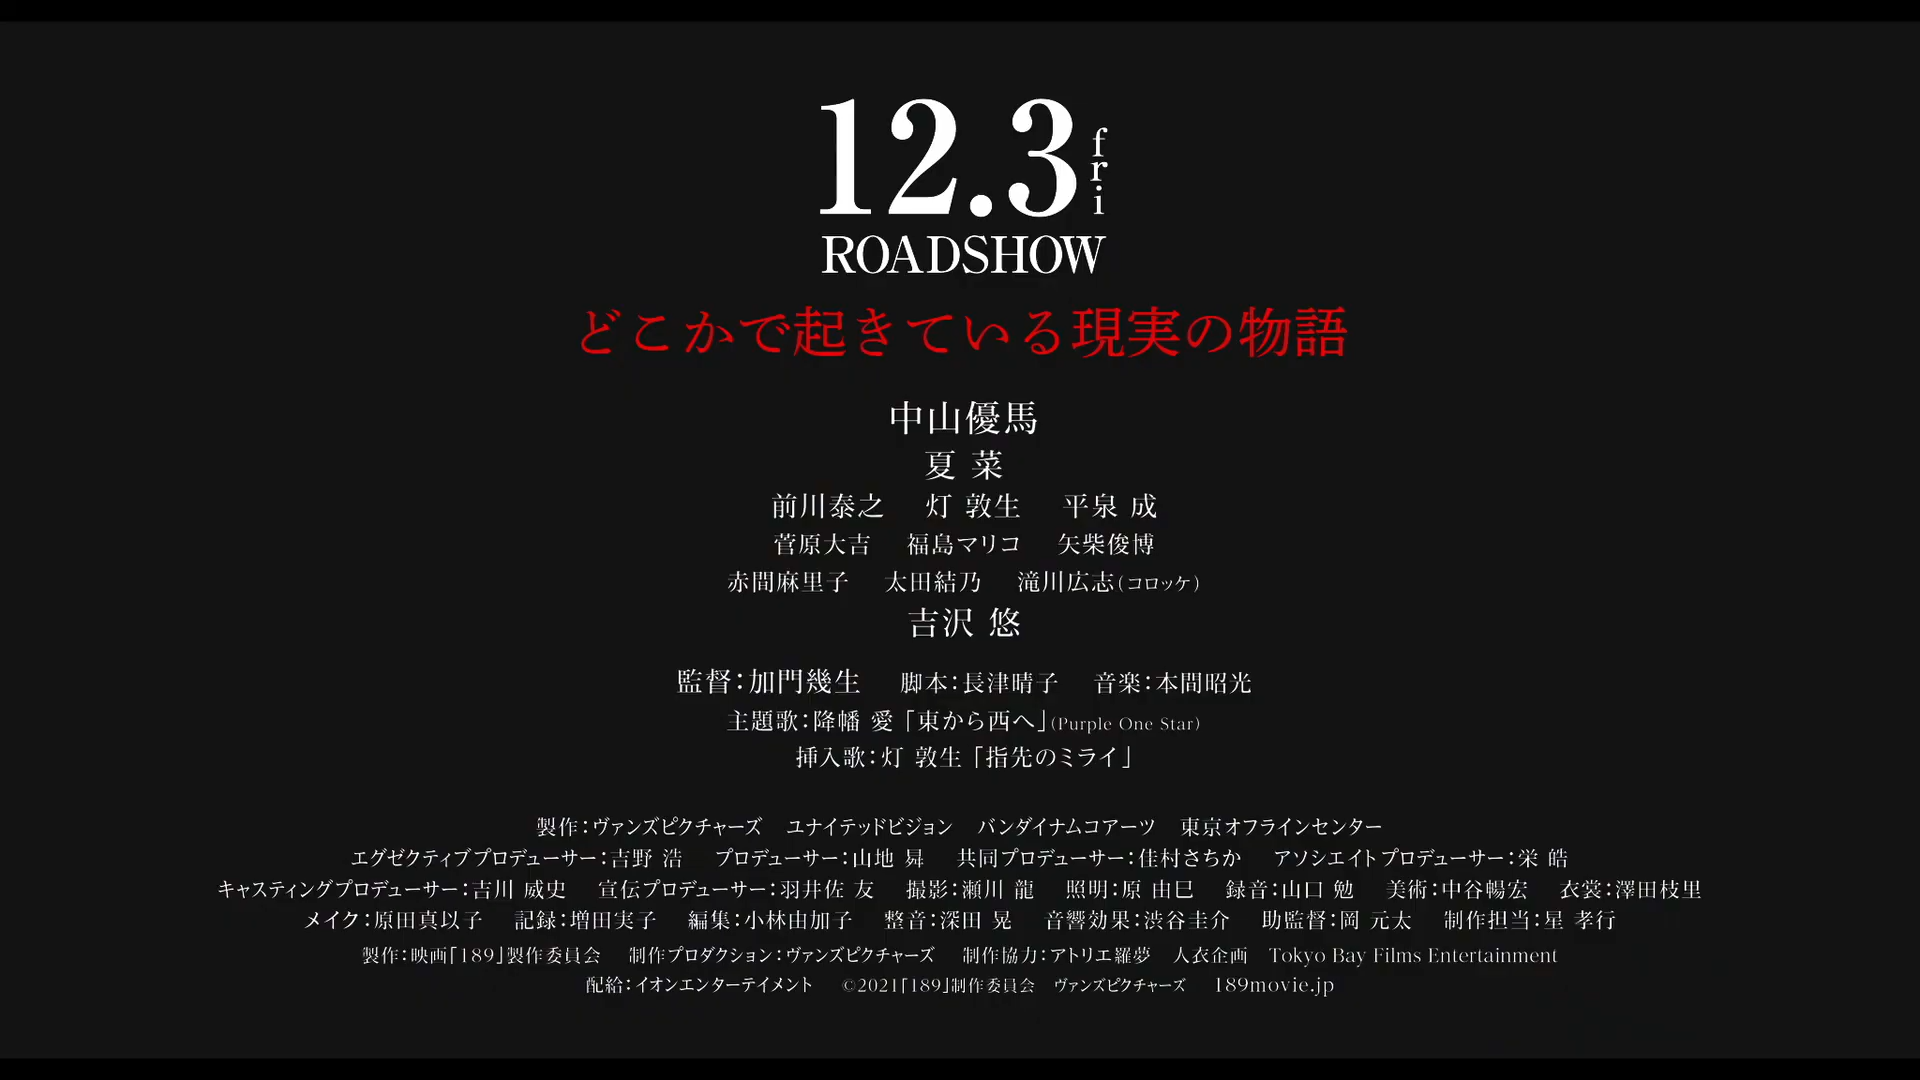 12.3 fri
ROADSHOW
どこかで起きている現実の物語
中山優馬
夏 菜
前川泰之　灯 敦生　平泉 成
菅原大吉　福島マリコ　矢柴俊博
赤間麻里子　太田結乃　滝川広志(コロッケ)
吉沢 悠
監督:加門幾生　脚本:長津晴子　音楽:本間昭光
主題歌:降幡 愛「東から西へ」(Purple One Star)
挿入歌:灯 敦生「指先のミライ」
製作:ヴァンズピクチャーズ　ユナイテッドビジョン　バンダイナムコアーツ　東京オフラインセンター
エグゼクティブプロデューサー:吉野 浩　プロデューサー:山地 昇　共同プロデューサー:佳村さちか　アソシエイトプロデューサー:栄 皓
キャスティングプロデューサー:吉川 威史　宣伝プロデューサー:羽井佐 友　撮影:瀬川 龍　照明:原 由巳　録音:山口 勉　美術:中谷暢宏　衣裳:澤田枝里
メイク:原田真以子　記録:増田実子　編集:小林由加子　整音:深田 晃　音響効果:渋谷圭介　助監督:岡 元太　制作担当:星 孝行
製作:映画「189」製作委員会　制作プロダクション:ヴァンズピクチャーズ　制作協力:アトリエ羅夢　人衣企画　Tokyo Bay Films Entertainment
配給:イオンエンターテイメント　©2021「189」制作委員会　ヴァンズピクチャーズ　189movie.jp